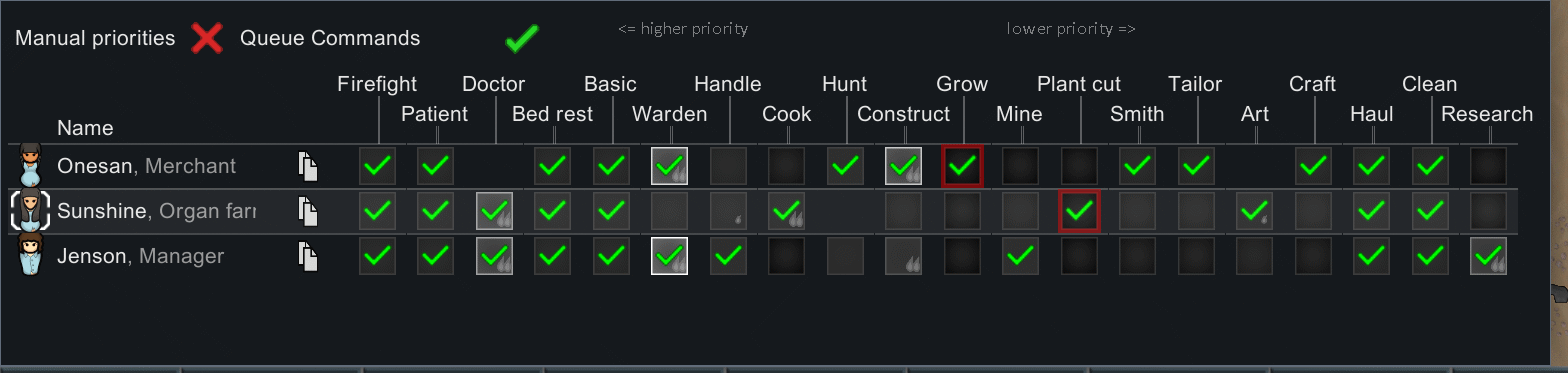 Manual priorities Queue Commands <= higher priority lower priority =>
Firefight Doctor Basic Handle Hunt Grow Plant cut Tailor Craft Clean
Patient Bed rest Warden Cook Construct Mine Smith Art Haul Research
Name
Onesan, Merchant
Sunshine, Organ farr
Jenson, Manager